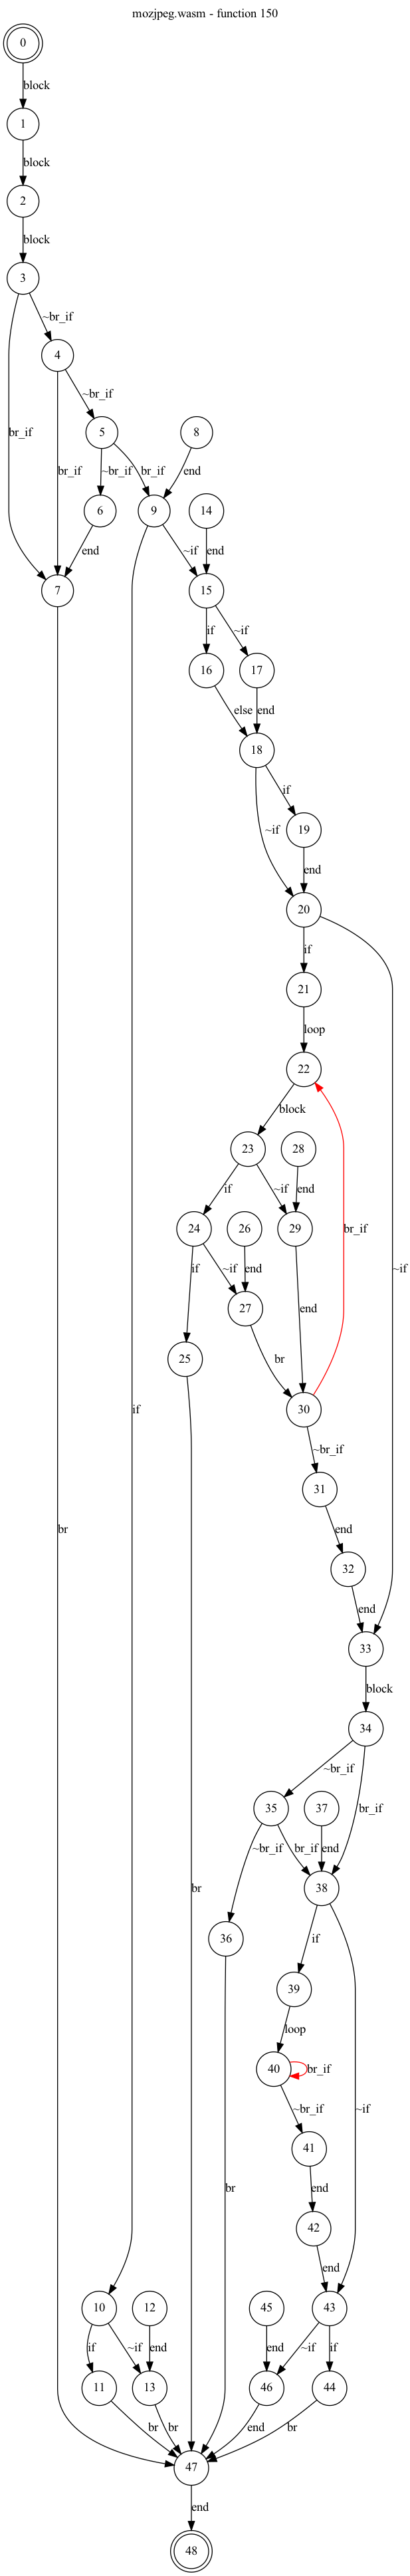 mozjpeg.wasm - function 150
0
block
1
block
2
block
3
~br_if
4
~br_if
br_if
br_if
5
8
~br_if
br_if
end
6
9
14
end
~if
end
7
15
if
~if
16
17
else
end
18
if
~if
19
end
20
if
21
loop
22
block
23
28
if
~if
end
br_if
~if
24
26
29
if
~if
end
end
27
25
br
30
if
~br_if
31
br
end
32
end
33
block
34
~br_if
35
37
br_if
~br_if
br_if
end
br
38
36
if
39
loop
40
br_if
~br_if
~if
41
br
end
42
end
10
12
45
43
if
~if
end
end
~if
if
11
13
46
44
br
br
end
br
47
end
48